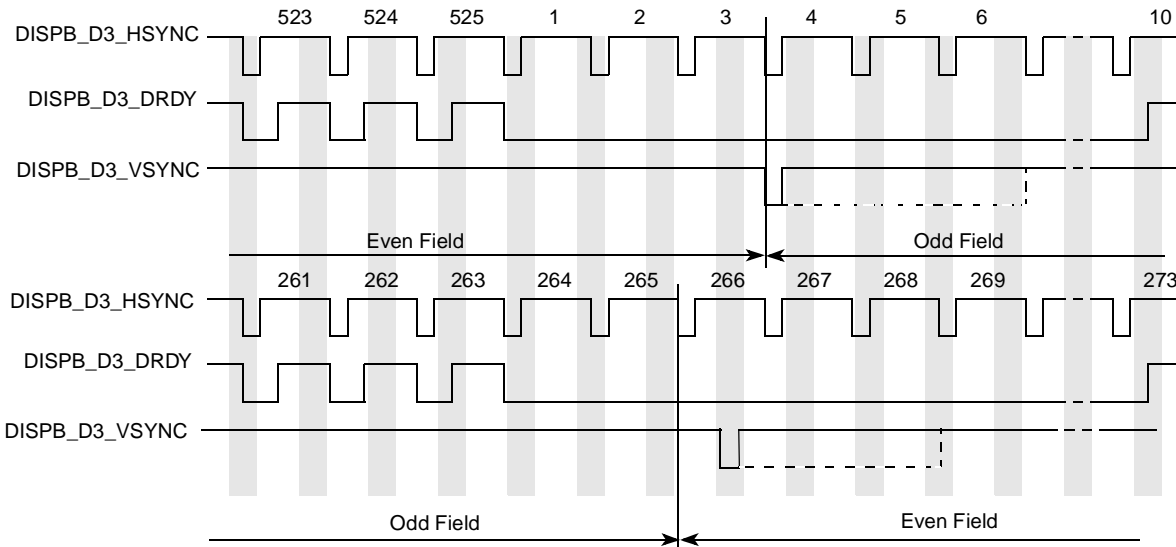 523 524 525 1 2 3 4 5 6 10
DISPB_D3_HSYNC
DISPB_D3_DRDY
DISPB_D3_VSYNC
Even Field Odd Field
261 262 263 264 265 266 267 268 269 273
DISPB_D3_HSYNC
DISPB_D3_DRDY
DISPB_D3_VSYNC
Odd Field Even Field